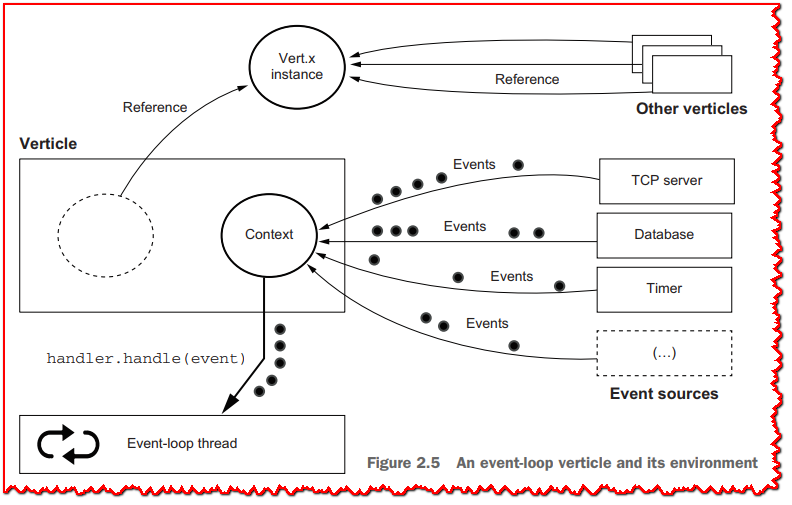 Vert.x
instance
Reference
Reference
Other verticles
Verticle
Events
TCP server
Context
Events
Database
Events
Timer
Events
(...)
handler.handle(event)
Event sources
Event-loop thread
Figure 2.5 An event-loop verticle and its environment